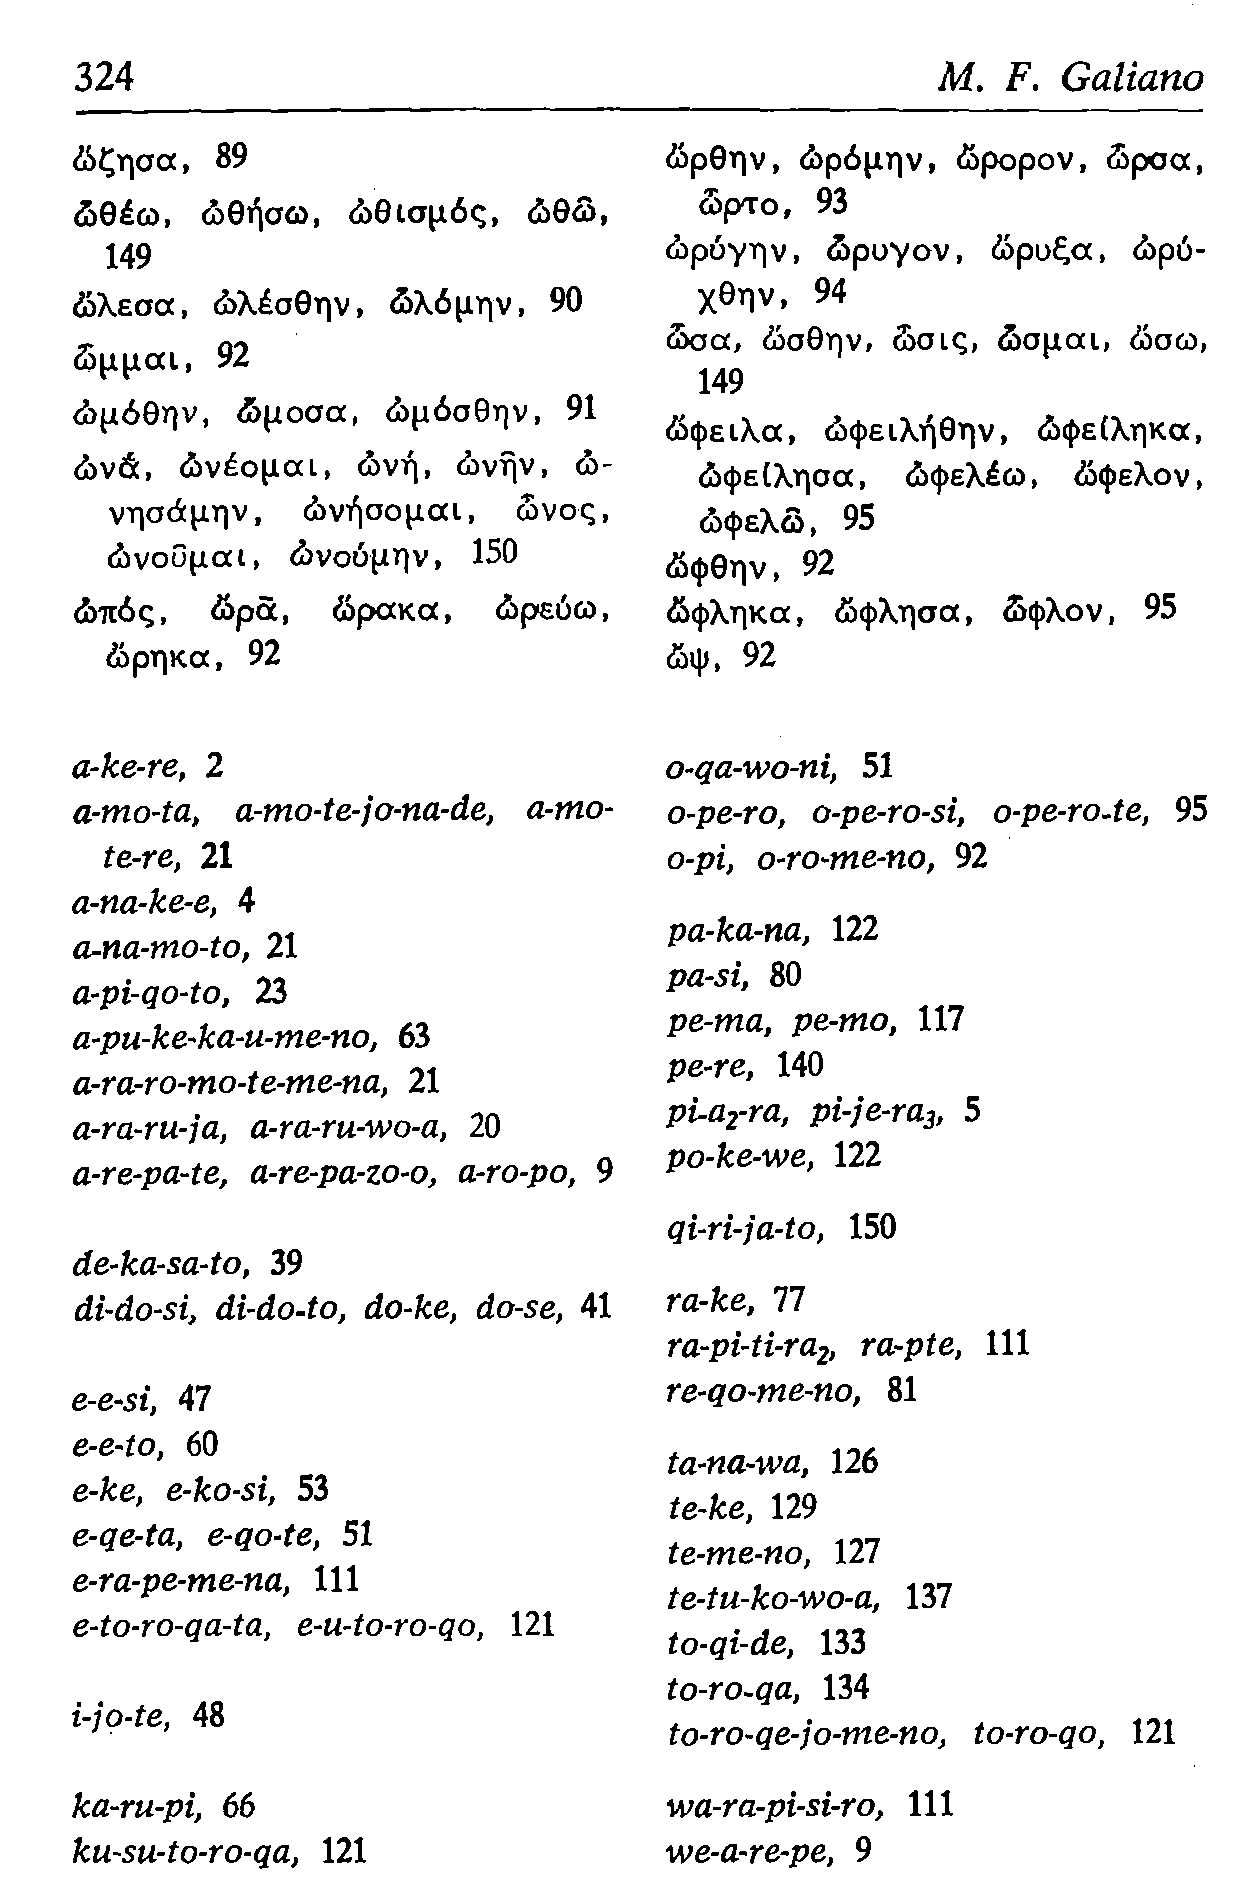 324
M. F. Galiano
ὤζησα, 89
ὠθέω, ὠθήσω, ὠθισμός, ὠθῶ,
149
ὤλεσα, ὠλέσθην, ὠλόμην, 90
ὦμμαι, 92
ὠμόθην, ὤμοσα, ὠμόσθην, 91
ὠνά, ὠνέομαι, ὠνή, ὠνῆν, ὠ-
νησάμην, ὠνήσομαι, ὦνος,
ὠνοῦμαι, ὠνούμην, 150
ὠπός, ὥρα, ὥρακα, ὠρεύω,
ὤρηκα, 92
a-ke-re, 2
a-mo-ta, a-mo-te-jo-na-de, a-mo-
te-re, 21
a-na-ke-e, 4
a-na-mo-to, 21
a-pi-qo-to, 23
a-pu-ke-ka-u-me-no, 63
a-ra-ro-mo-te-me-na, 21
a-ra-ru-ja, a-ra-ru-wo-a, 20
a-re-pa-te, a-re-pa-zo-o, a-ro-po, 9
de-ka-sa-to, 39
di-do-si, di-do-to, do-ke, do-se, 41
e-e-si, 47
e-e-to, 60
e-ke, e-ko-si, 53
e-qe-ta, e-qo-te, 51
e-ra-pe-me-na, 111
e-to-ro-qa-ta, e-u-to-ro-qo, 121
i-jo-te, 48
ka-ru-pi, 66
ku-su-to-ro-qa, 121
ὤρθην, ὠρόμην, ὤρορον, ὦρσα,
ὦρτο, 93
ὠρύγην, ὤρυγον, ὤρυξα, ὠρύ-
χθην, 94
ὦσα, ὤσθην, ὦσις, ὦσμαι, ὤσω,
149
ὤφειλα, ὠφειλήθην, ὠφείληκα,
ὠφείλησα, ὠφελέω, ὤφελον,
ὠφελῶ, 95
ὤφθην, 92
ὤφληκα, ὤφλησα, ὦφλον, 95
ὤψ, 92
o-qa-wo-ni, 51
o-pe-ro, o-pe-ro-si, o-pe-ro-te, 95
o-pi, o-ro-me-no, 92
pa-ka-na, 122
pa-si, 80
pe-ma, pe-mo, 117
pe-re, 140
pi-a₂-ra, pi-je-ra₃, 5
po-ke-we, 122
qi-ri-ja-to, 150
ra-ke, 77
ra-pi-ti-ra₂, ra-pte, 111
re-qo-me-no, 81
ta-na-wa, 126
te-ke, 129
te-me-no, 127
te-tu-ko-wo-a, 137
to-qi-de, 133
to-ro-qa, 134
to-ro-qe-jo-me-no, to-ro-qo, 121
wa-ra-pi-si-ro, 111
we-a-re-pe, 9